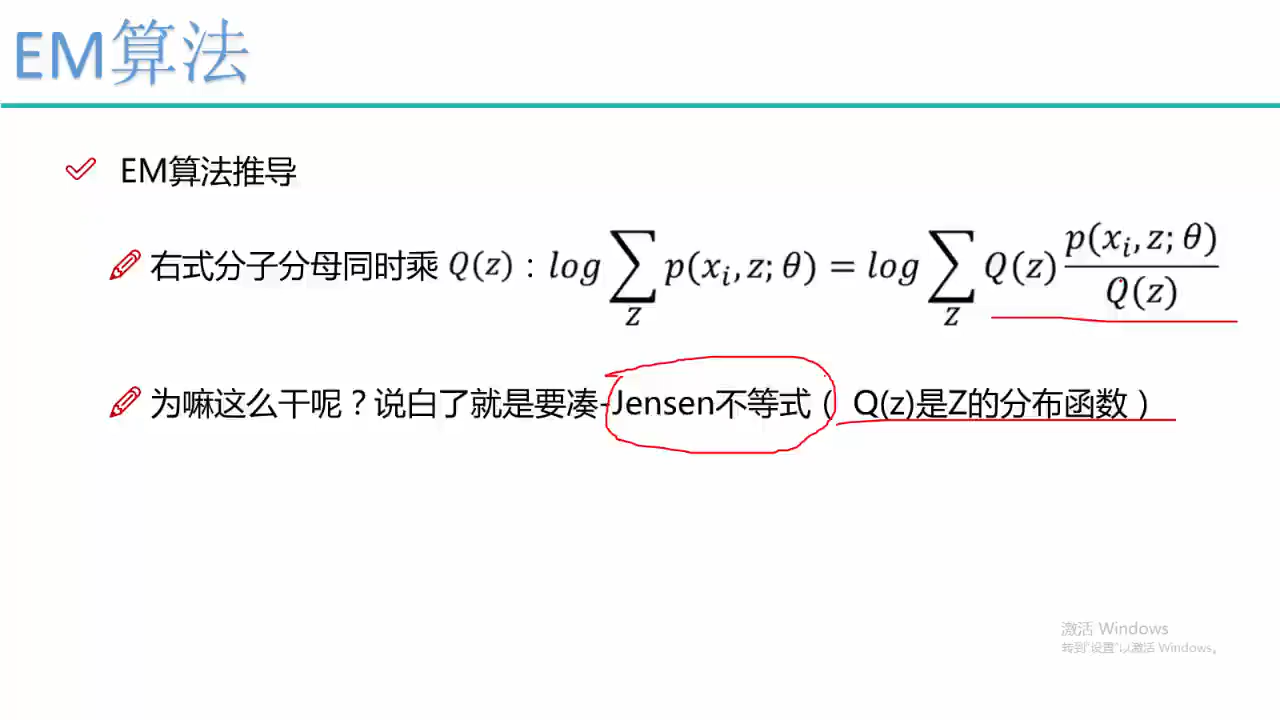 EM算法
EM算法推导
右式分子分母同时乘 Q(z)：log∑_z p(x_i, z; θ) = log∑_z Q(z) p(x_i, z; θ)/Q(z)
为嘛这么干呢？说白了就是要凑-Jensen不等式（ Q(z)是Z的分布函数）
激活 Windows
转到"设置"以激活 Windows。